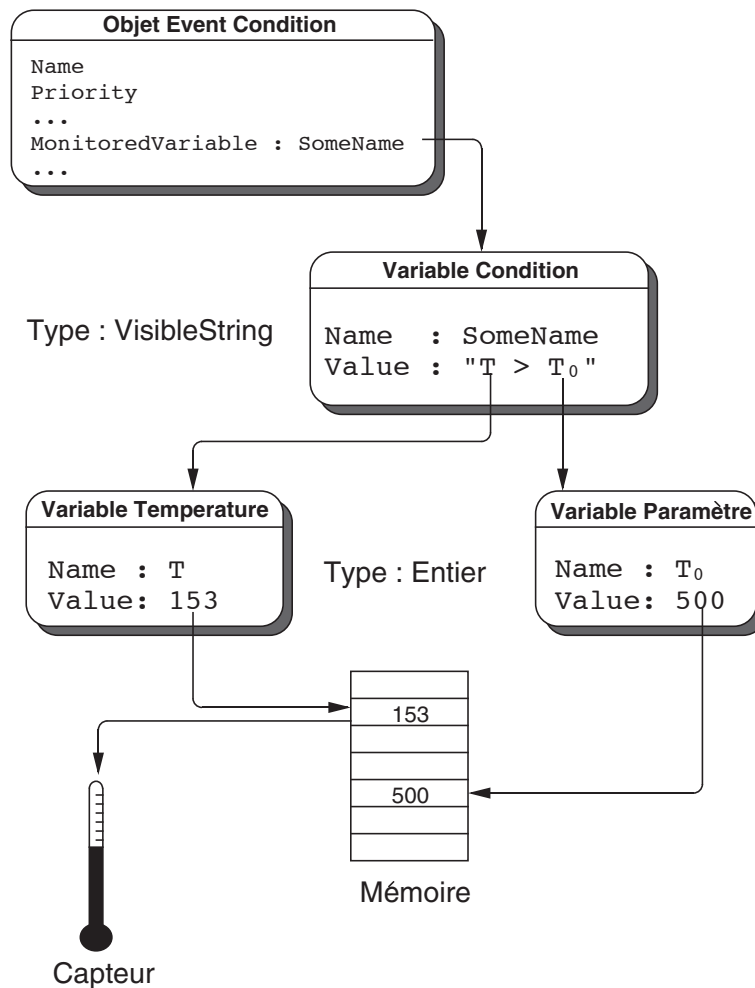 Objet Event Condition
Name
Priority
...
MonitoredVariable : SomeName
...
Variable Condition
Type : VisibleString
Name : SomeName
Value : "T > T₀"
Variable Temperature
Name : T
Value: 153
Type : Entier
Variable Paramètre
Name : T₀
Value: 500
153
500
Mémoire
Capteur